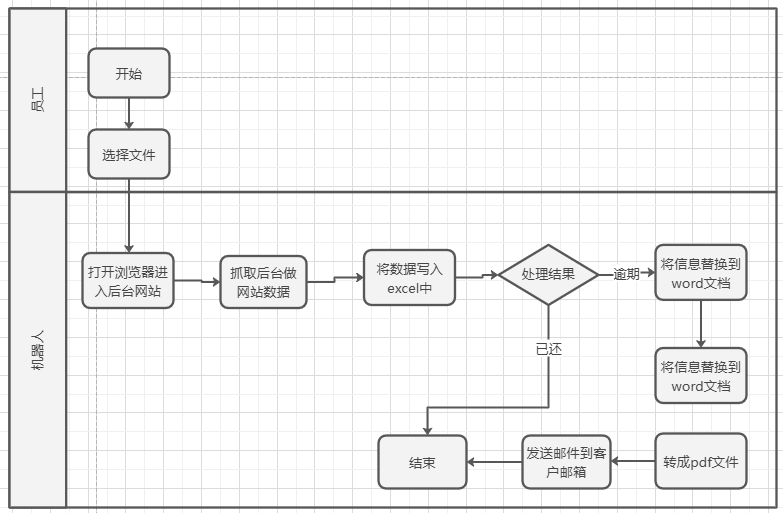 员工
开始
选择文件
机器人
打开浏览器进
入后台网站
抓取后台做
网站数据
将数据写入
excel中
处理结果
逾期
将信息替换到
word文档
已还
将信息替换到
word文档
结束
发送邮件到客
户邮箱
转成pdf文件